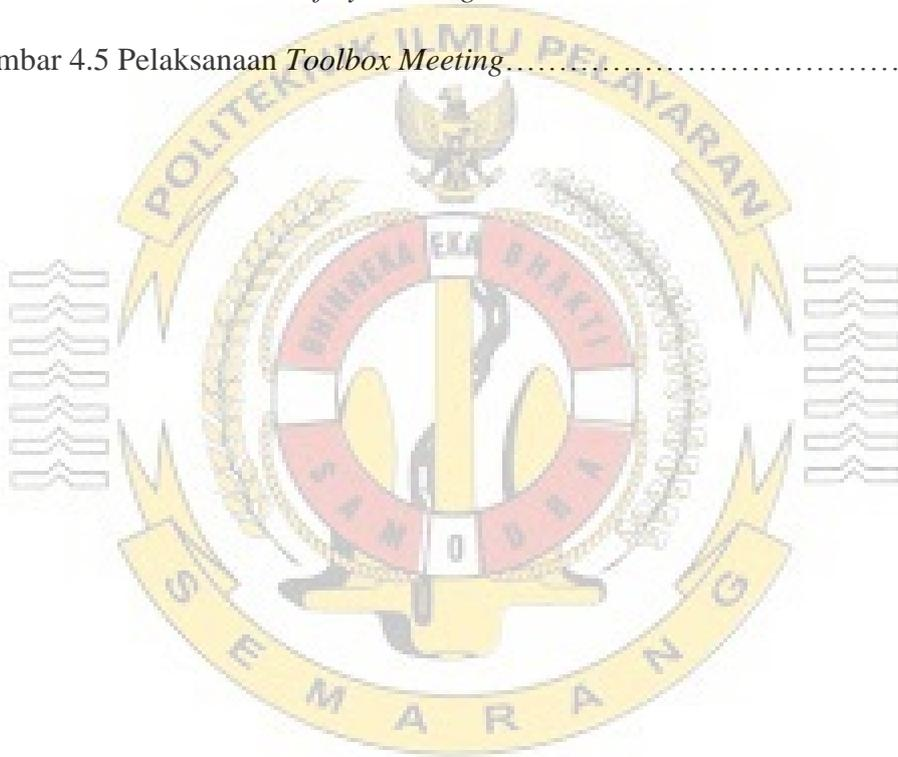 mbar 4.5 Pelaksanaan Toolbox Meeting……………………………
POLITEKNIK ILMU PELAYARAN
BHINNEKA EKA BHAKTI
SAMODRA
SEMARANG